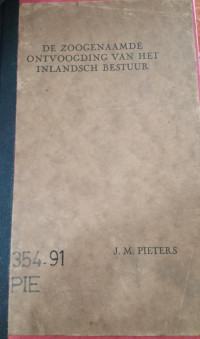 DE ZOOGENAAMDE
ONTVOOGDING VAN HET
INLANDSCH BESTUUR
J. M. PIETERS
354.91
PIE